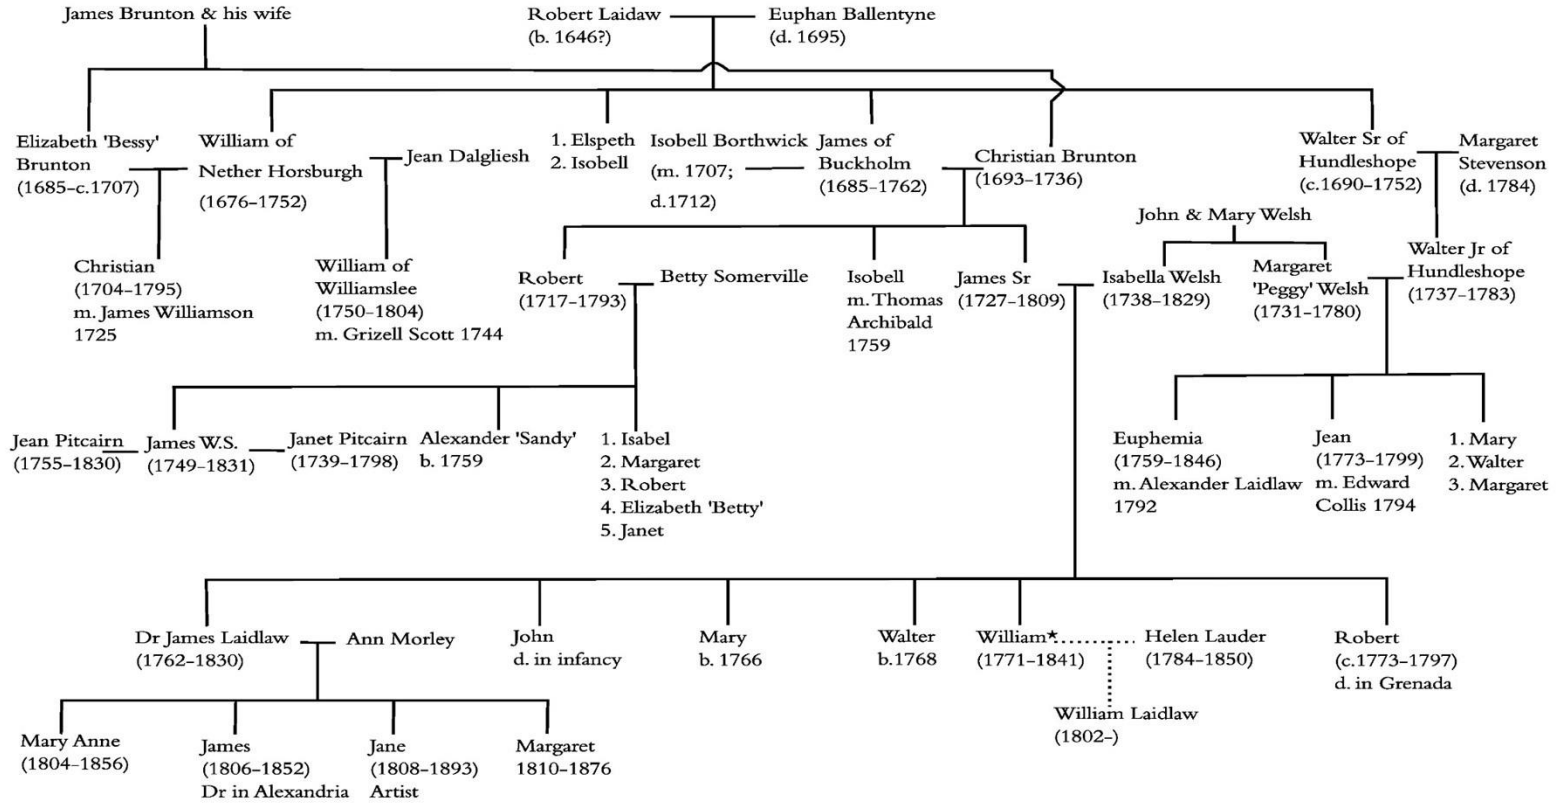 James Brunton & his wife
Robert Laidaw
(b. 1646?)
Euphan Ballentyne
(d. 1695)
Elizabeth 'Bessy'
Brunton
(1685-c.1707)
William of
Nether Horsburgh
(1676-1752)
Jean Dalgliesh
1. Elspeth
2. Isobell
Isobell Borthwick
(m. 1707;
d.1712)
James of
Buckholm
(1685-1762)
Christian Brunton
(1693-1736)
Walter Sr of
Hundleshope
(c.1690-1752)
Margaret
Stevenson
(d. 1784)
John & Mary Welsh
Christian
(1704-1795)
m. James Williamson
1725
William of
Williamslee
(1750-1804)
m. Grizell Scott 1744
Robert
(1717-1793)
Betty Somerville
Isobell
m. Thomas
Archibald
1759
James Sr
(1727-1809)
Isabella Welsh
(1738-1829)
Margaret
'Peggy' Welsh
(1731-1780)
Walter Jr of
Hundleshope
(1737-1783)
Jean Pitcairn
(1755-1830)
James W.S.
(1749-1831)
Janet Pitcairn
(1739-1798)
Alexander 'Sandy'
b. 1759
1. Isabel
2. Margaret
3. Robert
4. Elizabeth 'Betty'
5. Janet
Euphemia
(1759-1846)
m. Alexander Laidlaw
1792
Jean
(1773-1799)
m. Edward
Collis 1794
1. Mary
2. Walter
3. Margaret
Dr James Laidlaw
(1762-1830)
Ann Morley
John
d. in infancy
Mary
b. 1766
Walter
b.1768
William*
(1771-1841)
Helen Lauder
(1784-1850)
Robert
(c.1773-1797)
d. in Grenada
William Laidlaw
(1802-)
Mary Anne
(1804-1856)
James
(1806-1852)
Dr in Alexandria
Jane
(1808-1893)
Artist
Margaret
1810-1876